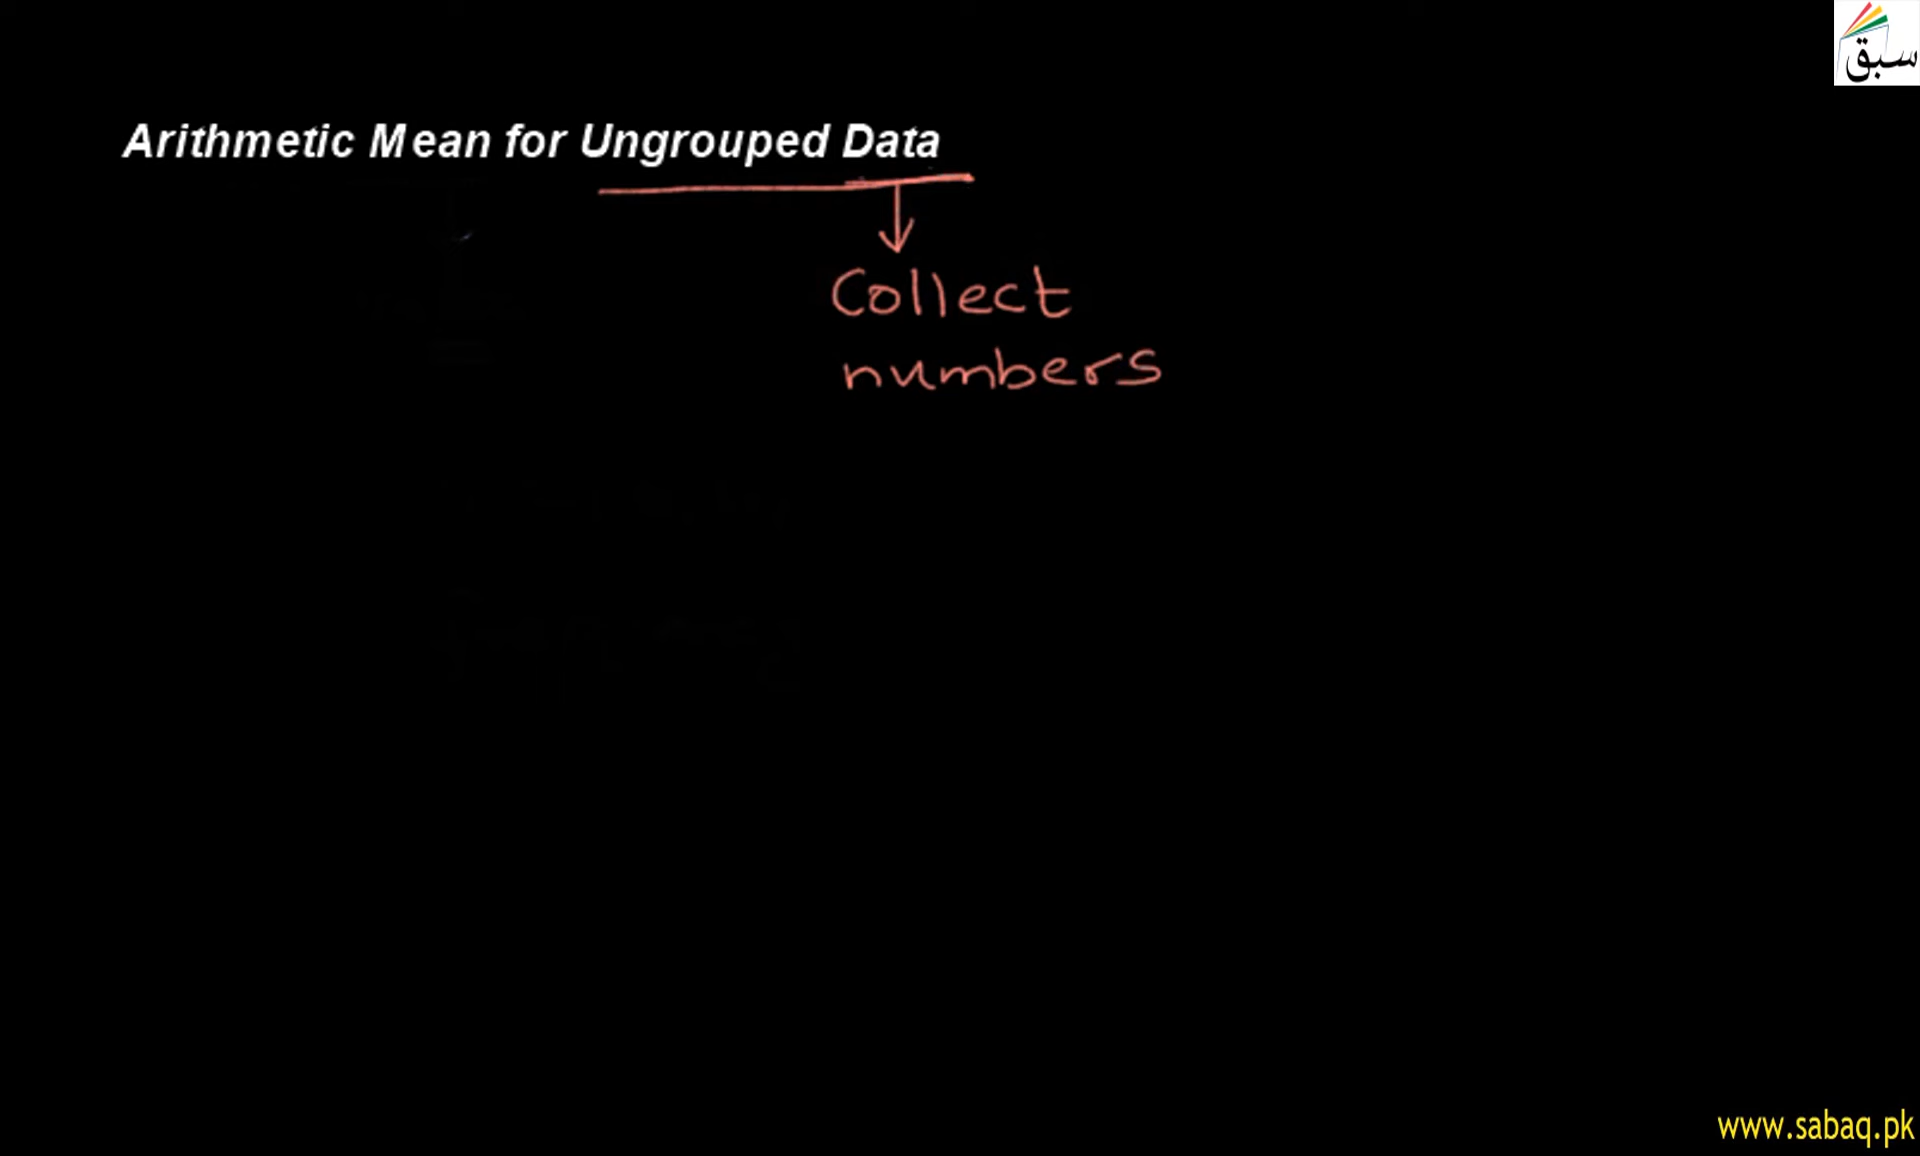 سبق
Arithmetic Mean for Ungrouped Data
Collect
numbers
www.sabaq.pk